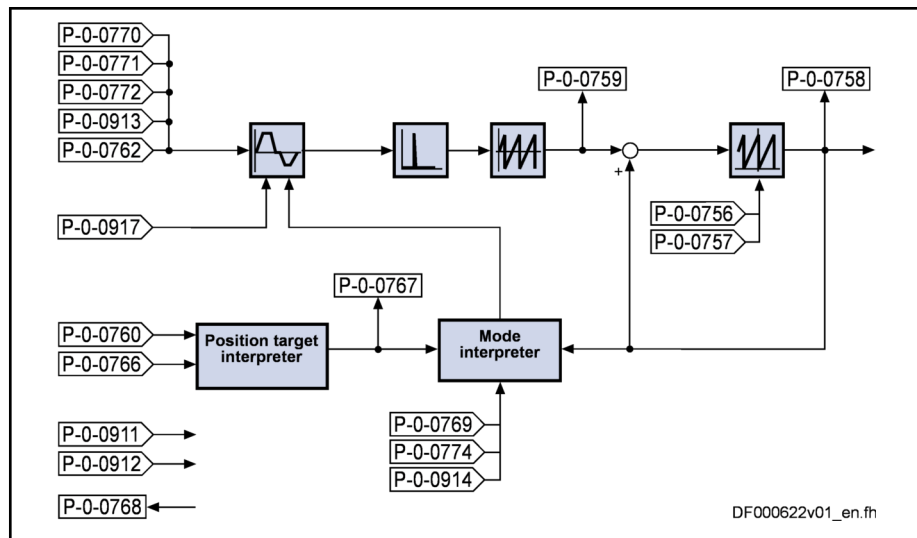 P-0-0770
P-0-0771
P-0-0772
P-0-0913
P-0-0762
P-0-0759
P-0-0758
+
P-0-0917
P-0-0756
P-0-0757
P-0-0767
P-0-0760
P-0-0766
Position target
interpreter
Mode
interpreter
P-0-0911
P-0-0912
P-0-0768
P-0-0769
P-0-0774
P-0-0914
DF000622v01_en.fh